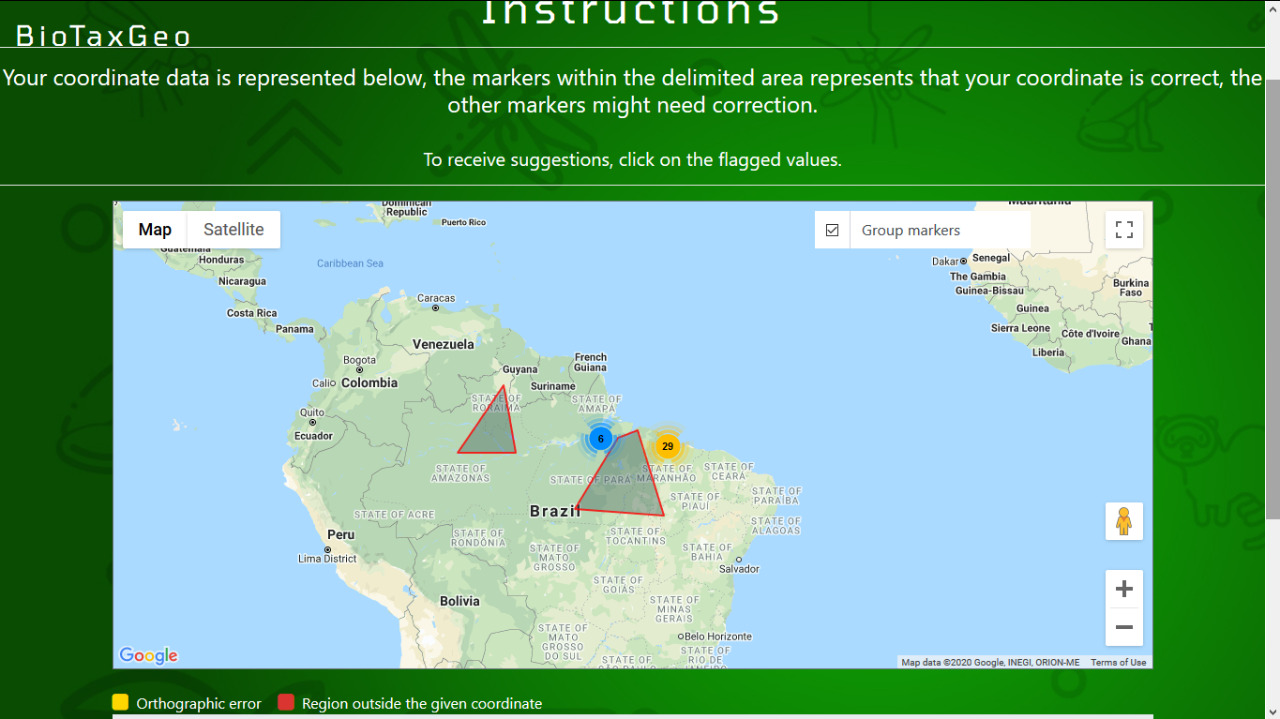 Instructions
BioTaxGeo
Your coordinate data is represented below, the markers within the delimited area represents that your coordinate is correct, the
other markers might need correction.
To receive suggestions, click on the flagged values.
Map
Satellite
Group markers
Dominican
Republic
Puerto Rico
Mauritania
Guatemala
Honduras
Caribbean Sea
Nicaragua
Dakar
Senegal
The Gambia
Guinea-Bissau
Burkina
Faso
Costa Rica
Caracas
Panama
Guinea
Sierra Leone
Côte d'Ivoire
Ghana
Liberia
Venezuela
Bogota
Guyana
French
Guiana
Suriname
Cali
Colombia
STATE OF
RORAIMA
STATE OF
AMAPÁ
Quito
Ecuador
6
29
STATE OF
AMAZONAS
STATE OF PARÁ
STATE OF
MARANHÃO
STATE OF
CEARÁ
STATE OF
PIAUÍ
STATE OF
PARAÍBA
STATE OF ACRE
Brazil
STATE OF
ALAGOAS
Peru
STATE OF
RONDÔNIA
STATE OF
TOCANTINS
Lima District
STATE OF
MATO
GROSSO
STATE OF
BAHIA
Salvador
STATE OF
GOIÁS
Bolivia
STATE OF
MINAS
GERAIS
STATE OF
MATO
GROSSO
DO SUL
Belo Horizonte
STATE OF
SÃO PAULO
STATE OF
RIO DE
JANEIRO
Google
Map data ©2020 Google, INEGI, ORION-ME
Terms of Use
Orthographic error
Region outside the given coordinate